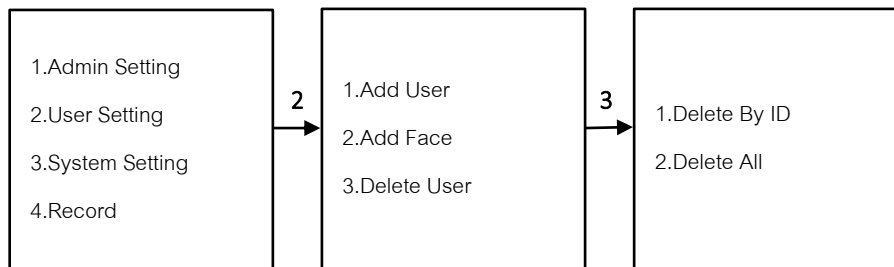 1.Admin Setting
2.User Setting
3.System Setting
4.Record
2
1.Add User
2.Add Face
3.Delete User
3
1.Delete By ID
2.Delete All